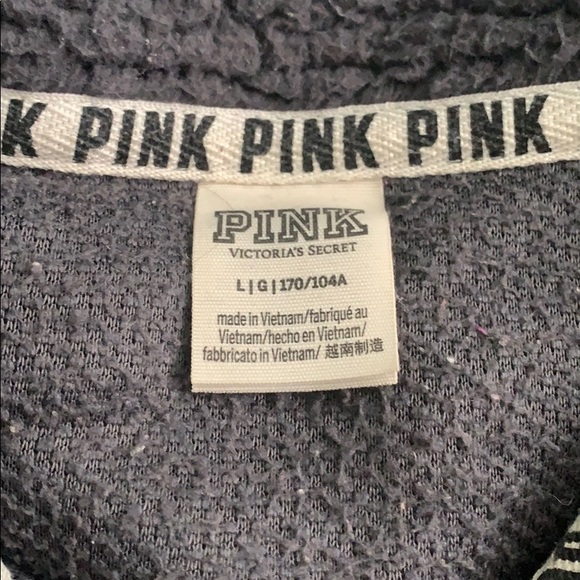 K PINK PINK PINK
PINK
VICTORIA'S SECRET
L | G | 170/104A
made in Vietnam/fabriqué au
Vietnam/hecho en Vietnam/
fabbricato in Vietnam/ 越南制造